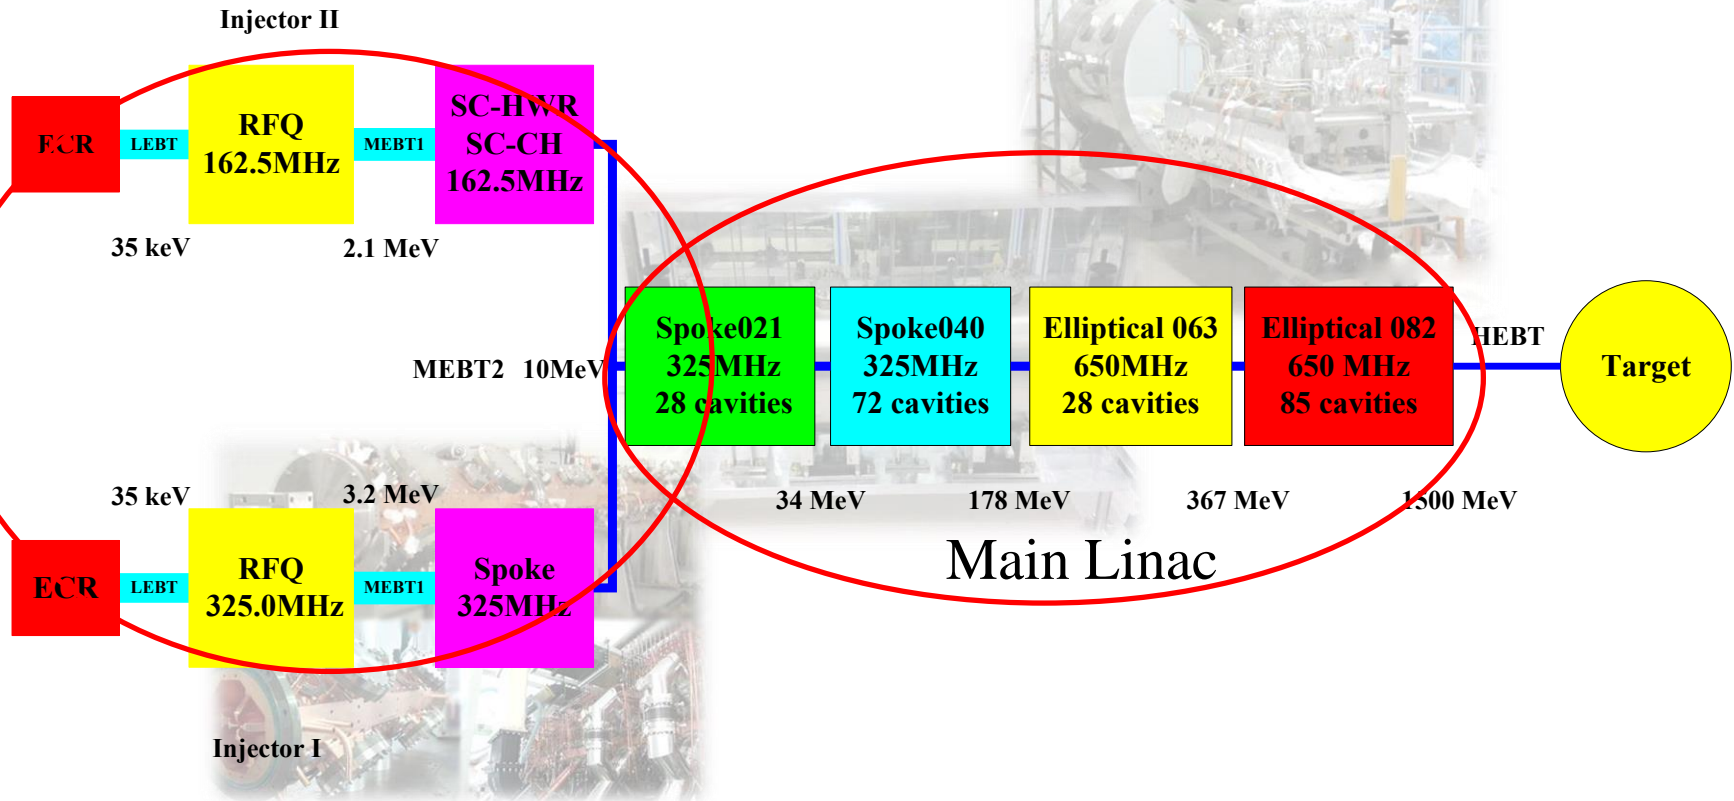 Injector II
ECR
LEBT
RFQ
162.5MHz
MEBT1
SC-HWR
SC-CH
162.5MHz
35 keV
2.1 MeV
MEBT2 10MeV
Spoke021
325MHz
28 cavities
Spoke040
325MHz
72 cavities
Elliptical 063
650MHz
28 cavities
Elliptical 082
650 MHz
85 cavities
HEBT
Target
34 MeV
178 MeV
367 MeV
1500 MeV
Main Linac
35 keV
3.2 MeV
ECR
LEBT
RFQ
325.0MHz
MEBT1
Spoke
325MHz
Injector I